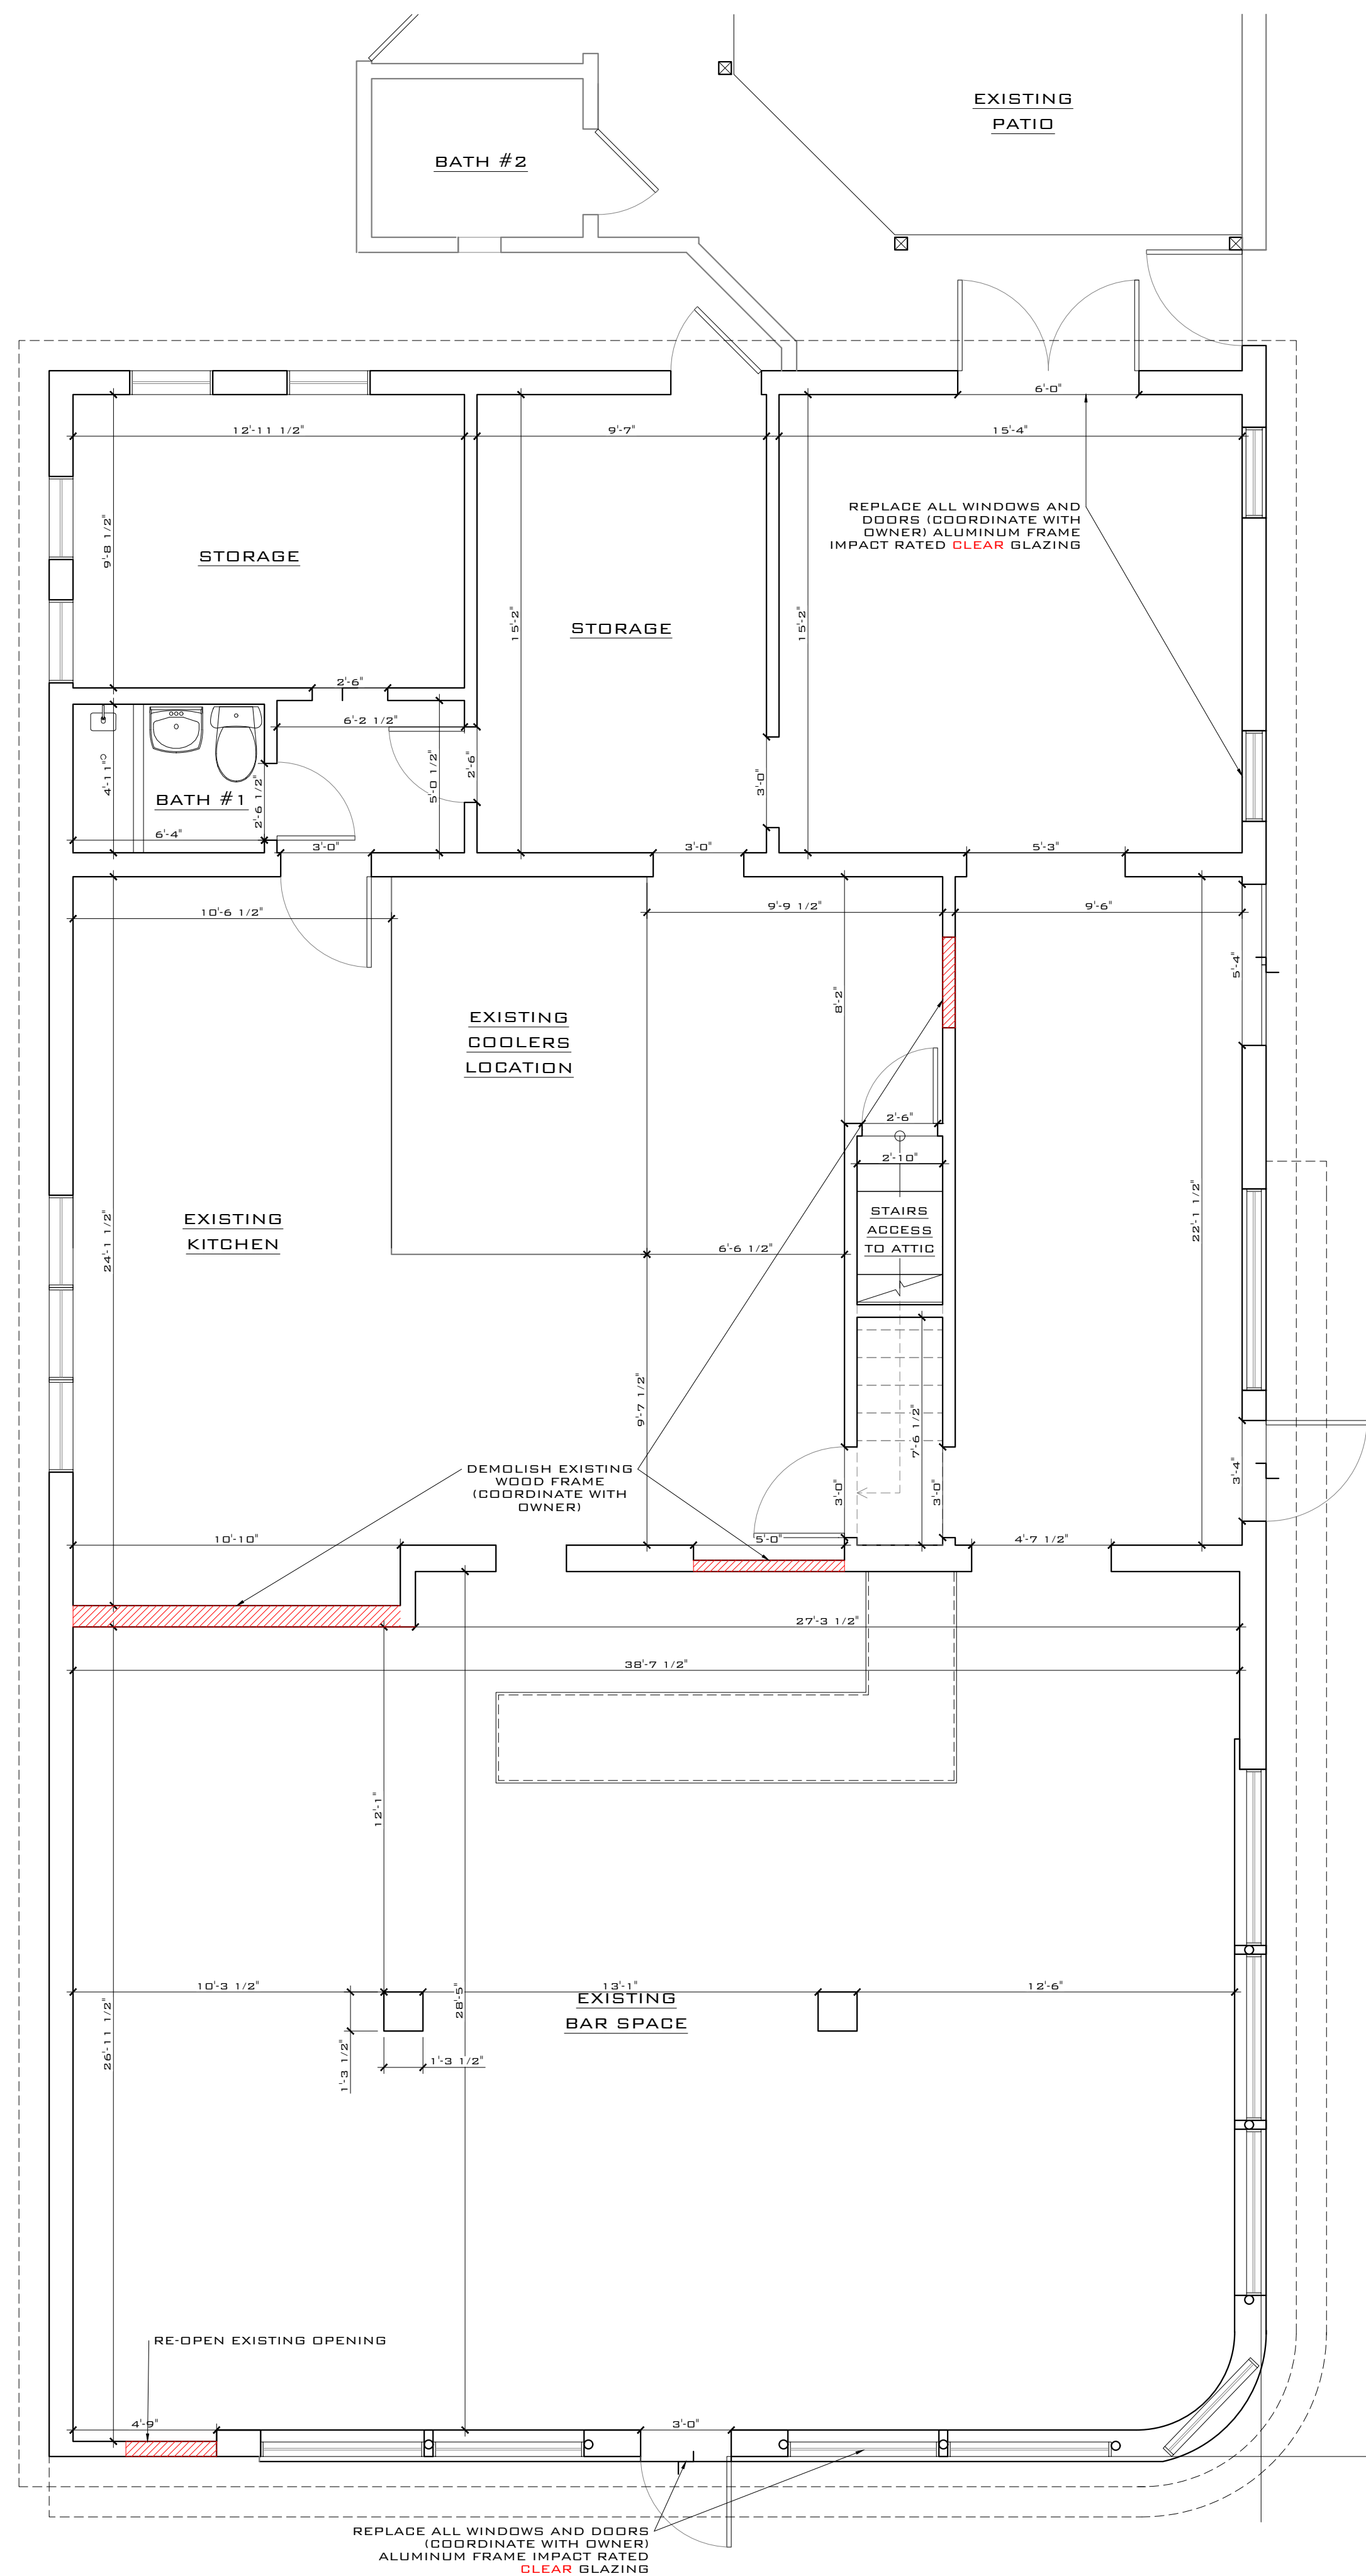 EXISTING
PATIO
BATH #2
6'-0"
12'-11 1/2"
9'-7"
15'-4"
REPLACE ALL WINDOWS AND
DOORS (COORDINATE WITH
OWNER) ALUMINUM FRAME
IMPACT RATED CLEAR GLAZING
9'-8 1/2"
STORAGE
15'-2"
STORAGE
15'-2"
2'-6"
6'-2 1/2"
2'-6"
5'-0 1/2"
C
4'-11"
BATH #1
2'-6 1/2"
3'-0"
6'-4"
3'-0"
3'-0"
5'-3"
10'-6 1/2"
9'-9 1/2"
9'-6"
5'-4"
8'-2"
EXISTING
COOLERS
LOCATION
2'-6"
2'-10"
STAIRS
ACCESS
TO ATTIC
EXISTING
KITCHEN
24'-1 1/2"
6'-6 1/2"
22'-1 1/2"
9'-7 1/2"
7'-6 1/2"
DEMOLISH EXISTING
WOOD FRAME
(COORDINATE WITH
OWNER)
3'-0"
3'-0"
3'-4"
10'-10"
5'-0"
4'-7 1/2"
27'-3 1/2"
38'-7 1/2"
12'-1"
10'-3 1/2"
13'-1"
12'-6"
EXISTING
BAR SPACE
28'-5"
26'-11 1/2"
1'-3 1/2"
1'-3 1/2"
RE-OPEN EXISTING OPENING
4'-9"
3'-0"
REPLACE ALL WINDOWS AND DOORS
(COORDINATE WITH OWNER)
ALUMINUM FRAME IMPACT RATED
CLEAR GLAZING